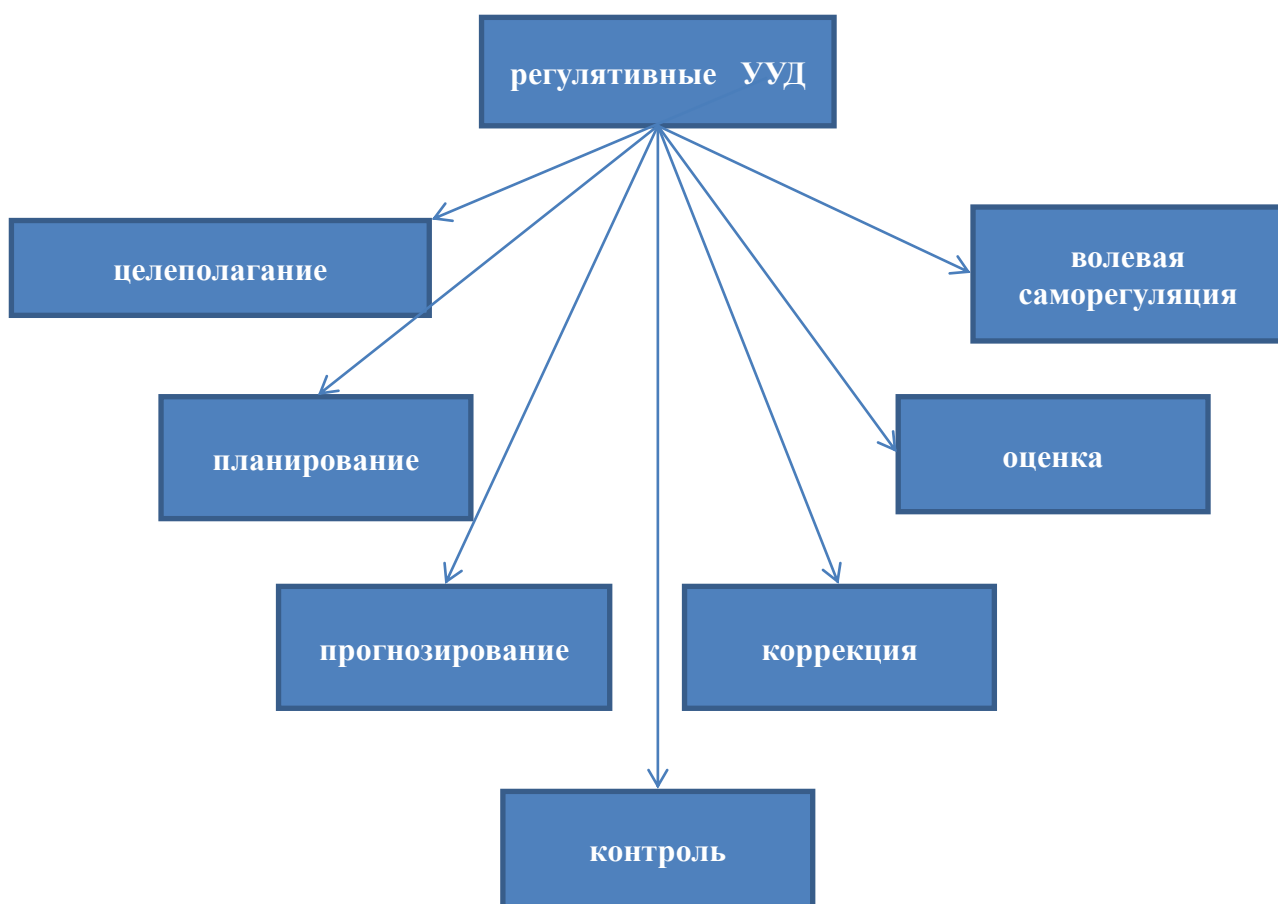 регулятивные УУД
целеполагание
волевая
саморегуляция
планирование
оценка
прогнозирование
коррекция
контроль